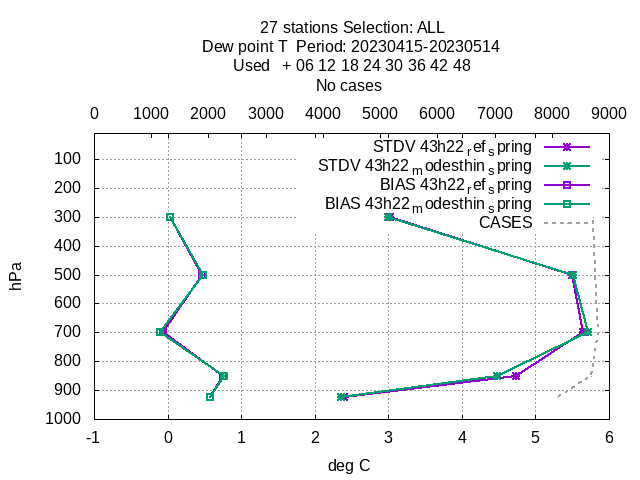 27 stations Selection: ALL
Dew point T  Period: 20230415-20230514
Used   + 06 12 18 24 30 36 42 48
No cases
0 1000 2000 3000 4000 5000 6000 7000 8000 9000
STDV 43h22_ref_spring
STDV 43h22_modesthin_spring
BIAS 43h22_ref_spring
BIAS 43h22_modesthin_spring
CASES
100
200
300
400
500
600
700
800
900
1000
hPa
-1 0 1 2 3 4 5 6
deg C